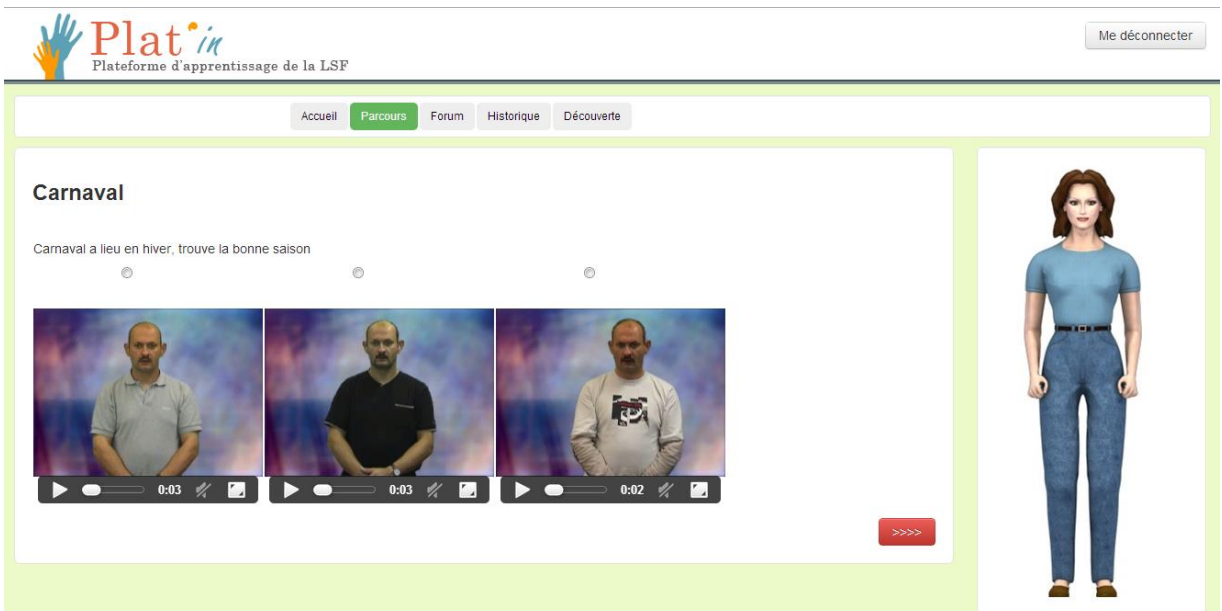 Plat'in
Plateforme d'apprentissage de la LSF
Me déconnecter
Accueil Parcours Forum Historique Découverte
Carnaval
Carnaval a lieu en hiver, trouve la bonne saison
0:03 0:03 0:02
>>>>